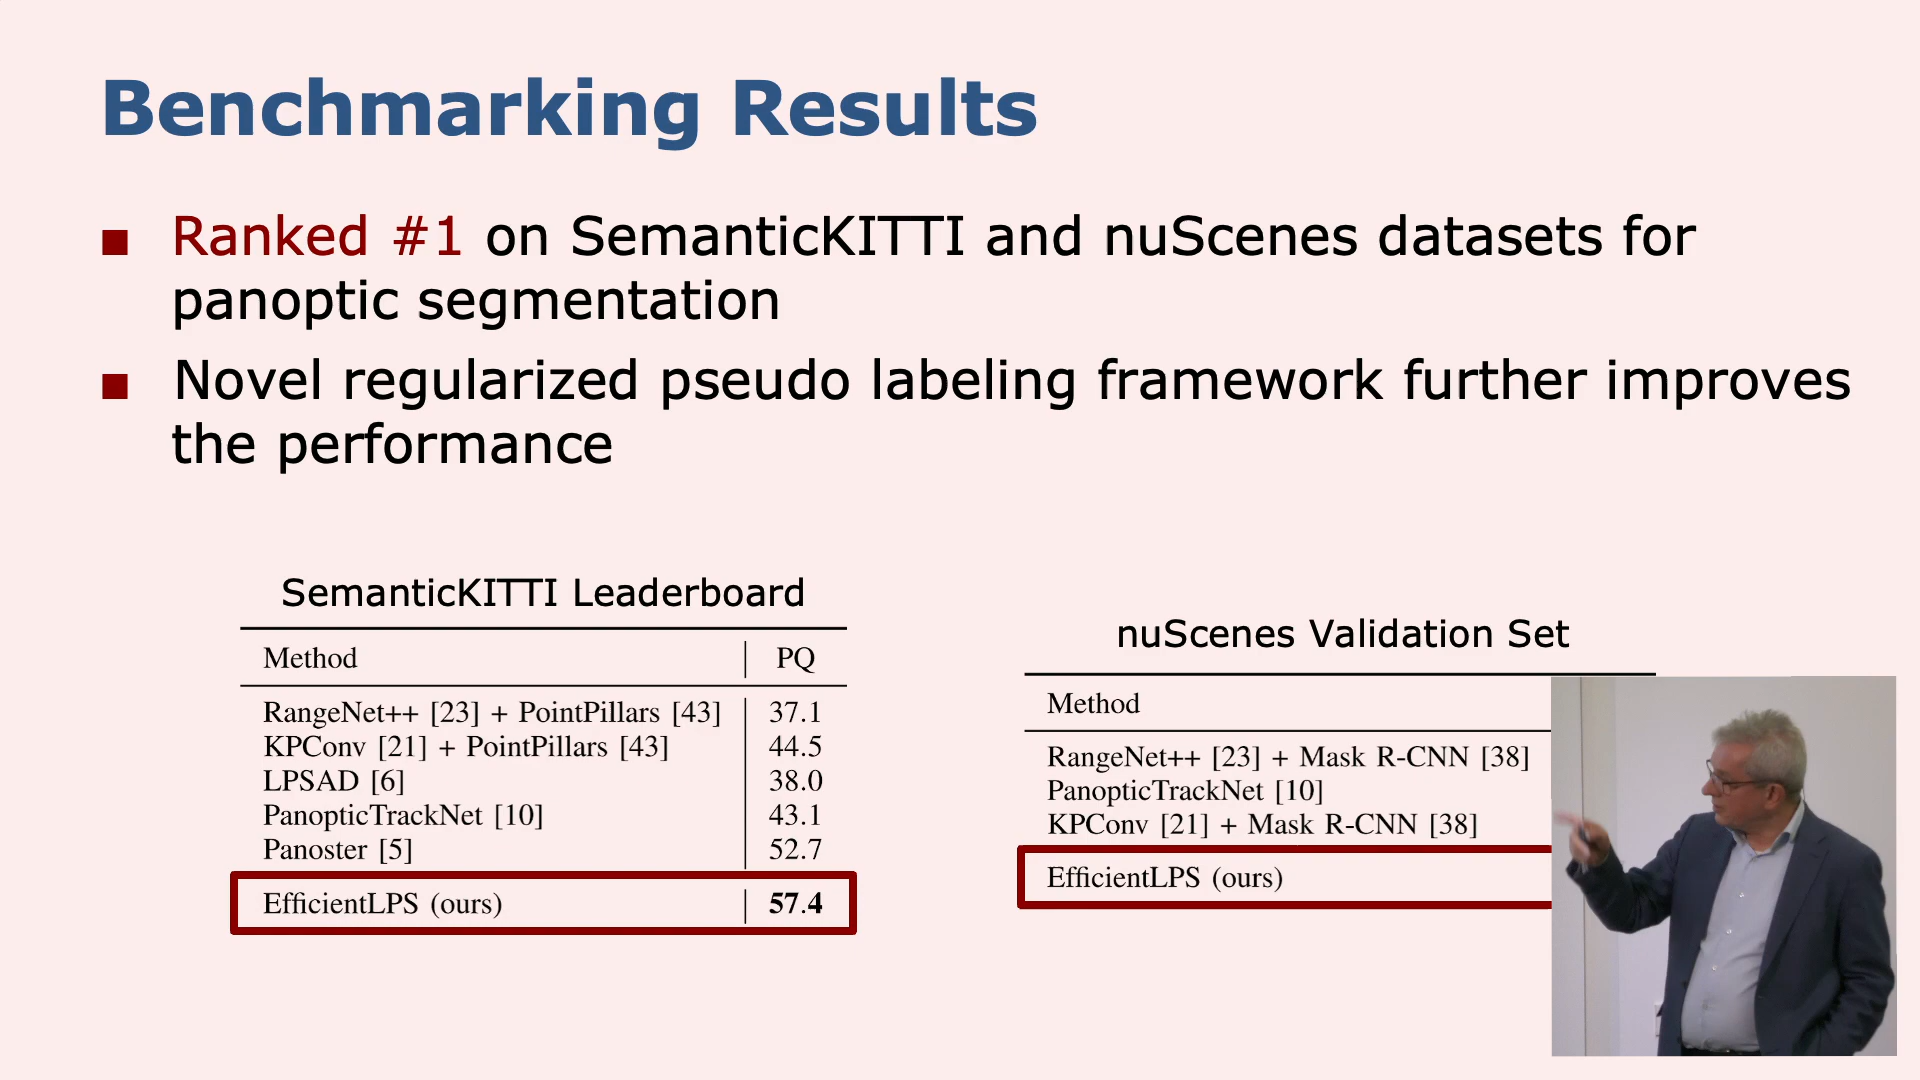 Benchmarking Results
■ Ranked #1 on SemanticKITTI and nuScenes datasets for
panoptic segmentation
■ Novel regularized pseudo labeling framework further improves
the performance
SemanticKITTI Leaderboard
Method PQ
RangeNet++ [23] + PointPillars [43] 37.1
KPConv [21] + PointPillars [43] 44.5
LPSAD [6] 38.0
PanopticTrackNet [10] 43.1
Panoster [5] 52.7
EfficientLPS (ours) 57.4
nuScenes Validation Set
Method
RangeNet++ [23] + Mask R-CNN [38]
PanopticTrackNet [10]
KPConv [21] + Mask R-CNN [38]
EfficientLPS (ours)